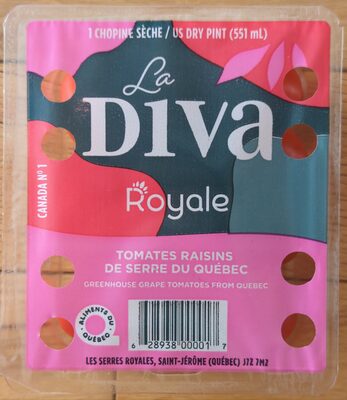 1 CHOPINE SÈCHE / US DRY PINT (551 mL)
La
DIVa
Royale
CANADA Nº 1
TOMATES RAISINS
DE SERRE DU QUÉBEC
GREENHOUSE GRAPE TOMATOES FROM QUEBEC
ALIMENTS DU QUÉBEC
6 28938 00001 7
LES SERRES ROYALES, SAINT-JÉRÔME (QUÉBEC) J7Z 7M2